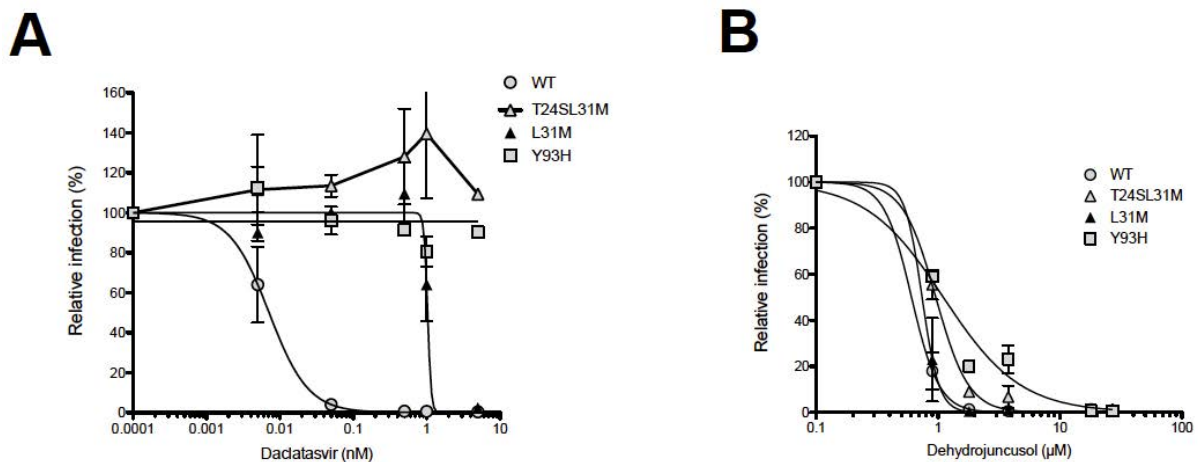 A
WT
T24SL31M
L31M
Y93H
Relative infection (%)
160
140
120
100
80
60
40
20
0
0.0001
0.001
0.01
0.1
1
10
Daclatasvir (nM)
B
WT
T24SL31M
L31M
Y93H
Relative infection (%)
120
100
80
60
40
20
0
0.1
1
10
100
Dehydrojuncusol (µM)